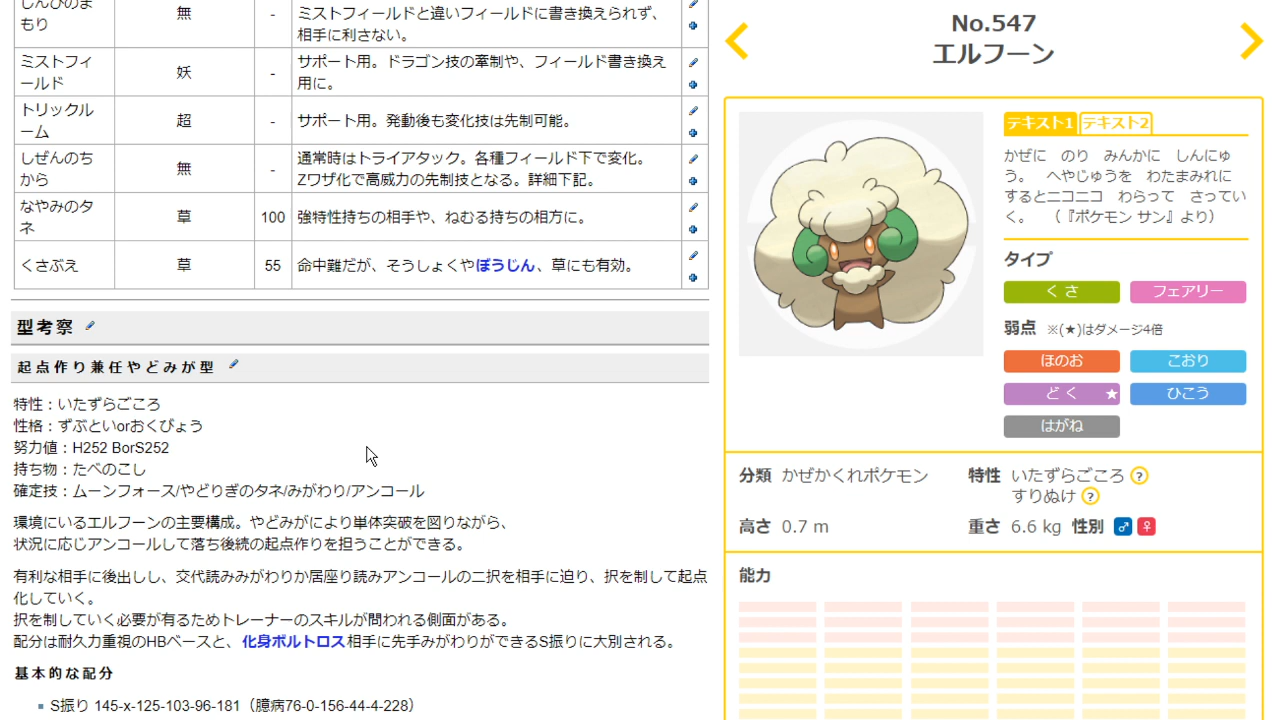 しんぴのま
もり
無
-
ミストフィールドと違いフィールドに書き換えられず、
相手に利さない。
ミストフィ
ールド
妖
-
サポート用。ドラゴン技の牽制や、フィールド書き換え
用に。
トリックル
ーム
超
-
サポート用。発動後も変化技は先制可能。
しぜんのち
から
無
-
通常時はトライアタック。各種フィールド下で変化。
Zワザ化で高威力の先制技となる。詳細下記。
なやみのタ
ネ
草
100
強特性持ちの相手や、ねむる持ちの相方に。
くさぶえ
草
55
命中難だが、そうしょくやぼうじん、草にも有効。
型考察
起点作り兼任やどみが型
特性：いたずらごころ
性格：ずぶといorおくびょう
努力値：H252 BorS252
持ち物：たべのこし
確定技：ムーンフォース/やどりぎのタネ/みがわり/アンコール
環境にいるエルフーンの主要構成。やどみがにより単体突破を図りながら、
状況に応じアンコールして落ち後続の起点作りを担うことができる。
有利な相手に後出しし、交代読みみがわりか居座り読みアンコールの二択を相手に迫り、択を制して起点
化していく。
択を制していく必要が有るためトレーナーのスキルが問われる側面がある。
配分は耐久力重視のHBベースと、化身ボルトロス相手に先手みがわりができるS振りに大別される。
基本的な配分
S振り 145-x-125-103-96-181（臆病76-0-156-44-4-228）
No.547
エルフーン
テキスト1 テキスト2
かぜに のり みんかに しんにゅ
う。 へやじゅうを わたまみれに
するとニコニコ わらって さってい
く。 （『ポケモン サン』より）
タイプ
くさ フェアリー
弱点 ※(★)はダメージ4倍
ほのお こおり
どく ★ ひこう
はがね
分類 かぜかくれポケモン
特性 いたずらごころ ?
すりぬけ ?
高さ 0.7 m
重さ 6.6 kg 性別 ♂ ♀
能力